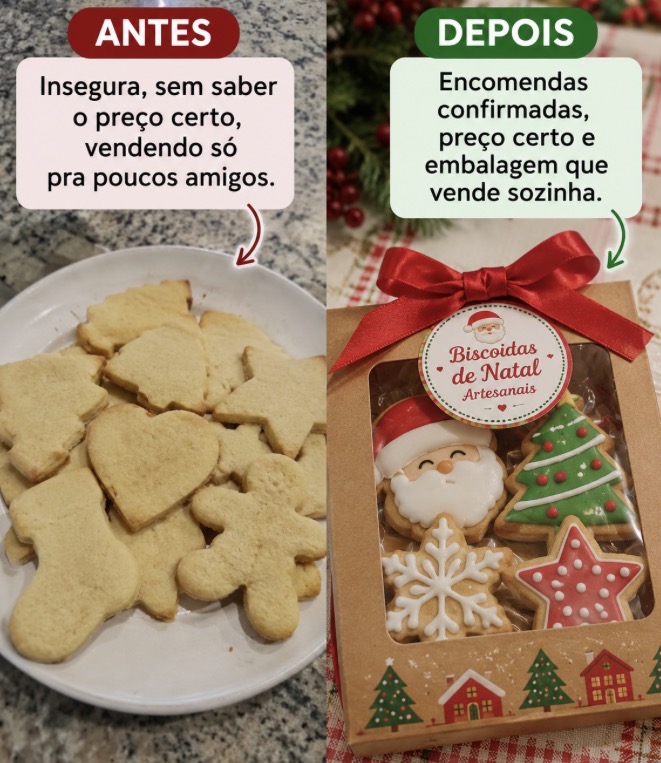 ANTES
Insegura, sem saber
o preço certo,
vendendo só
pra poucos amigos.
DEPOIS
Encomendas
confirmadas,
preço certo e
embalagem que
vende sozinha.
Biscoidas
de Natal
Artesanais